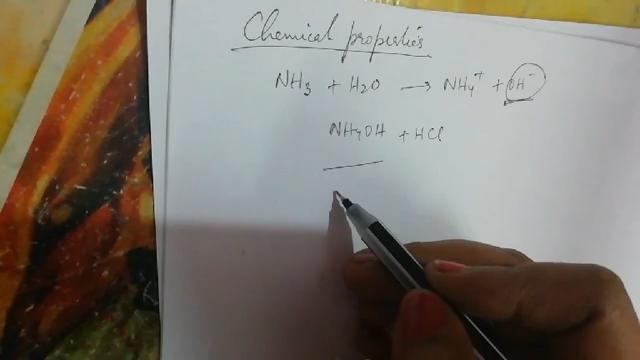 Chemical properties
NH3 + H2O → NH4+ + OH-
NH4OH + HCl